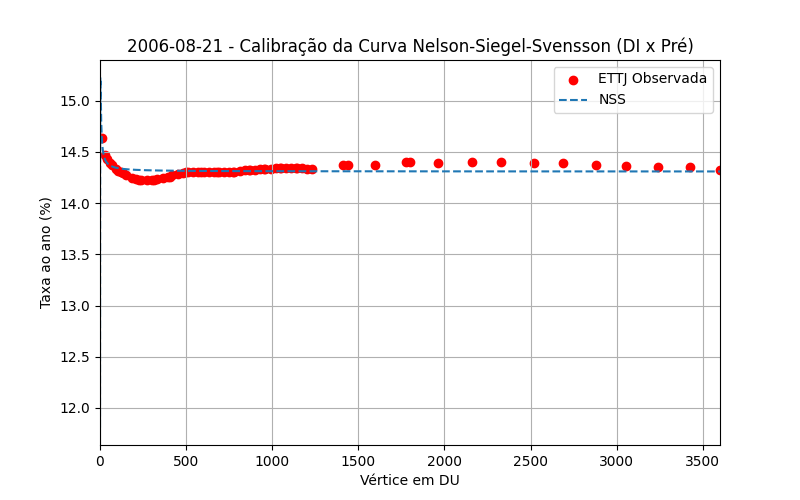 2006-08-21 - Calibração da Curva Nelson-Siegel-Svensson (DI x Pré)
ETTJ Observada
NSS
Taxa ao ano (%)
15.0
14.5
14.0
13.5
13.0
12.5
12.0
0 500 1000 1500 2000 2500 3000 3500
Vértice em DU